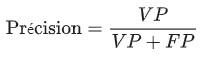 Précision = VP / (VP + FP)